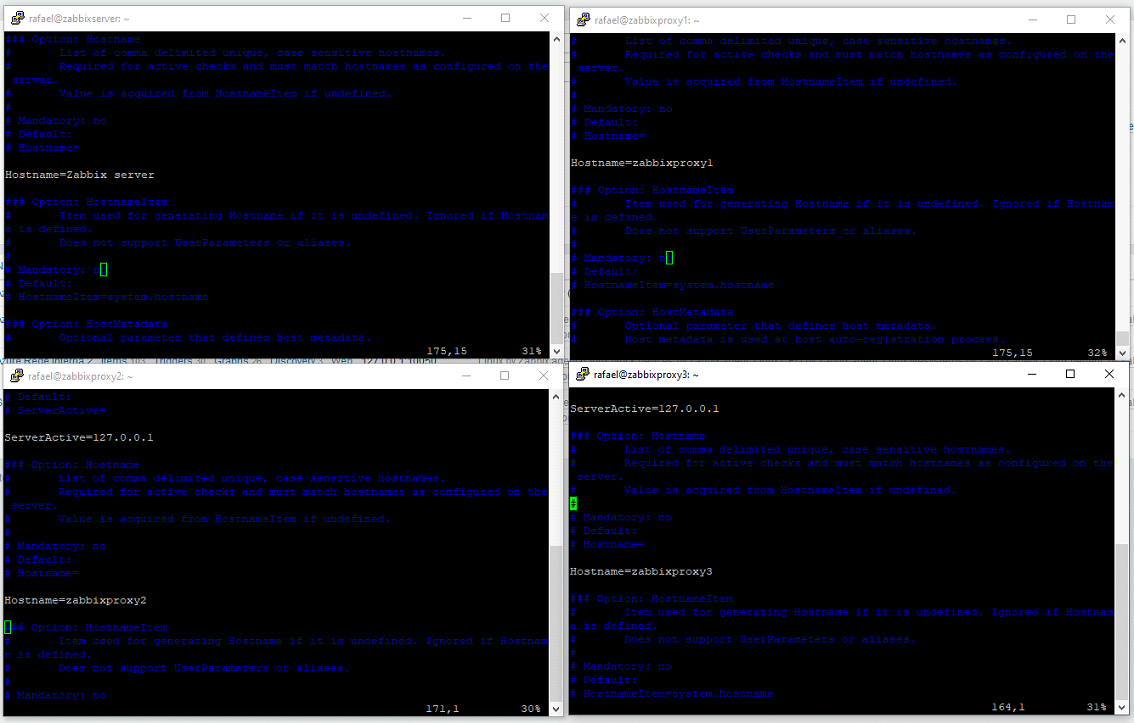 rafael@zabbixserver: ~
### Option: Hostname
# List of comma delimited unique, case sensitive hostnames.
# Required for active checks and must match hostnames as configured on the
server.
# Value is acquired from HostnameItem if undefined.
#
# Mandatory: no
# Default:
# Hostname=
Hostname=Zabbix server
### Option: HostnameItem
# Item used for generating Hostname if it is undefined. Ignored if Hostnam
e is defined.
# Does not support UserParameters or aliases.
#
# Mandatory: no
# Default:
# HostnameItem=system.hostname
### Option: HostMetadata
# Optional parameter that defines host metadata.
175,15 31%
rafael@zabbixproxy1: ~
# List of comma delimited unique, case sensitive hostnames.
# Required for active checks and must match hostnames as configured on the
server.
# Value is acquired from HostnameItem if undefined.
#
# Mandatory: no
# Default:
# Hostname=
Hostname=zabbixproxy1
### Option: HostnameItem
# Item used for generating Hostname if it is undefined. Ignored if Hostnam
e is defined.
# Does not support UserParameters or aliases.
#
# Mandatory: no
# Default:
# HostnameItem=system.hostname
### Option: HostMetadata
# Optional parameter that defines host metadata.
# Host metadata is used at host auto-registration process.
175,15 32%
rafael@zabbixproxy2: ~
# Default:
# ServerActive=
ServerActive=127.0.0.1
### Option: Hostname
# List of comma delimited unique, case sensitive hostnames.
# Required for active checks and must match hostnames as configured on the
server.
# Value is acquired from HostnameItem if undefined.
#
# Mandatory: no
# Default:
# Hostname=
Hostname=zabbixproxy2
### Option: HostnameItem
# Item used for generating Hostname if it is undefined. Ignored if Hostnam
e is defined.
# Does not support UserParameters or aliases.
#
# Mandatory: no
171,1 30%
rafael@zabbixproxy3: ~
ServerActive=127.0.0.1
### Option: Hostname
# List of comma delimited unique, case sensitive hostnames.
# Required for active checks and must match hostnames as configured on the
server.
# Value is acquired from HostnameItem if undefined.
#
# Mandatory: no
# Default:
# Hostname=
Hostname=zabbixproxy3
### Option: HostnameItem
# Item used for generating Hostname if it is undefined. Ignored if Hostnam
e is defined.
# Does not support UserParameters or aliases.
#
# Mandatory: no
# Default:
# HostnameItem=system.hostname
164,1 31%